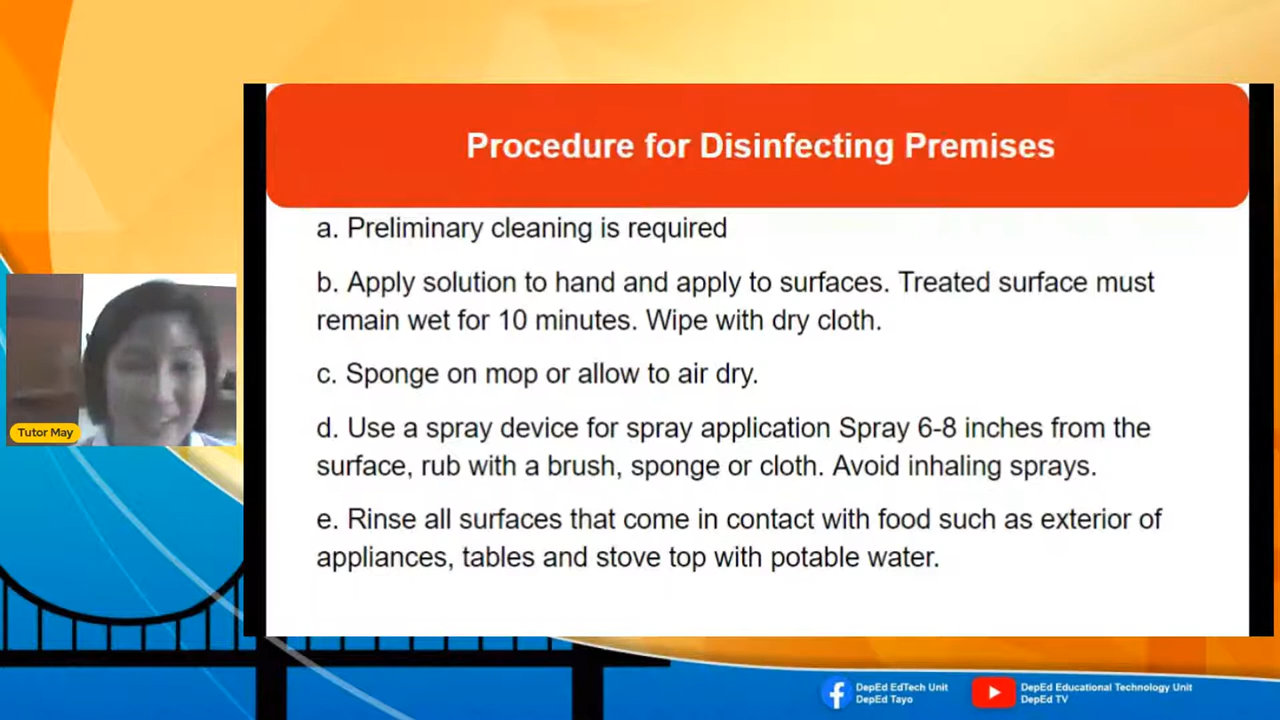 Procedure for Disinfecting Premises
a. Preliminary cleaning is required
b. Apply solution to hand and apply to surfaces. Treated surface must
remain wet for 10 minutes. Wipe with dry cloth.
c. Sponge on mop or allow to air dry.
d. Use a spray device for spray application Spray 6-8 inches from the
surface, rub with a brush, sponge or cloth. Avoid inhaling sprays.
e. Rinse all surfaces that come in contact with food such as exterior of
appliances, tables and stove top with potable water.
Tutor May
DepEd EdTech Unit
DepEd Tayo
DepEd Educational Technology Unit
DepEd TV